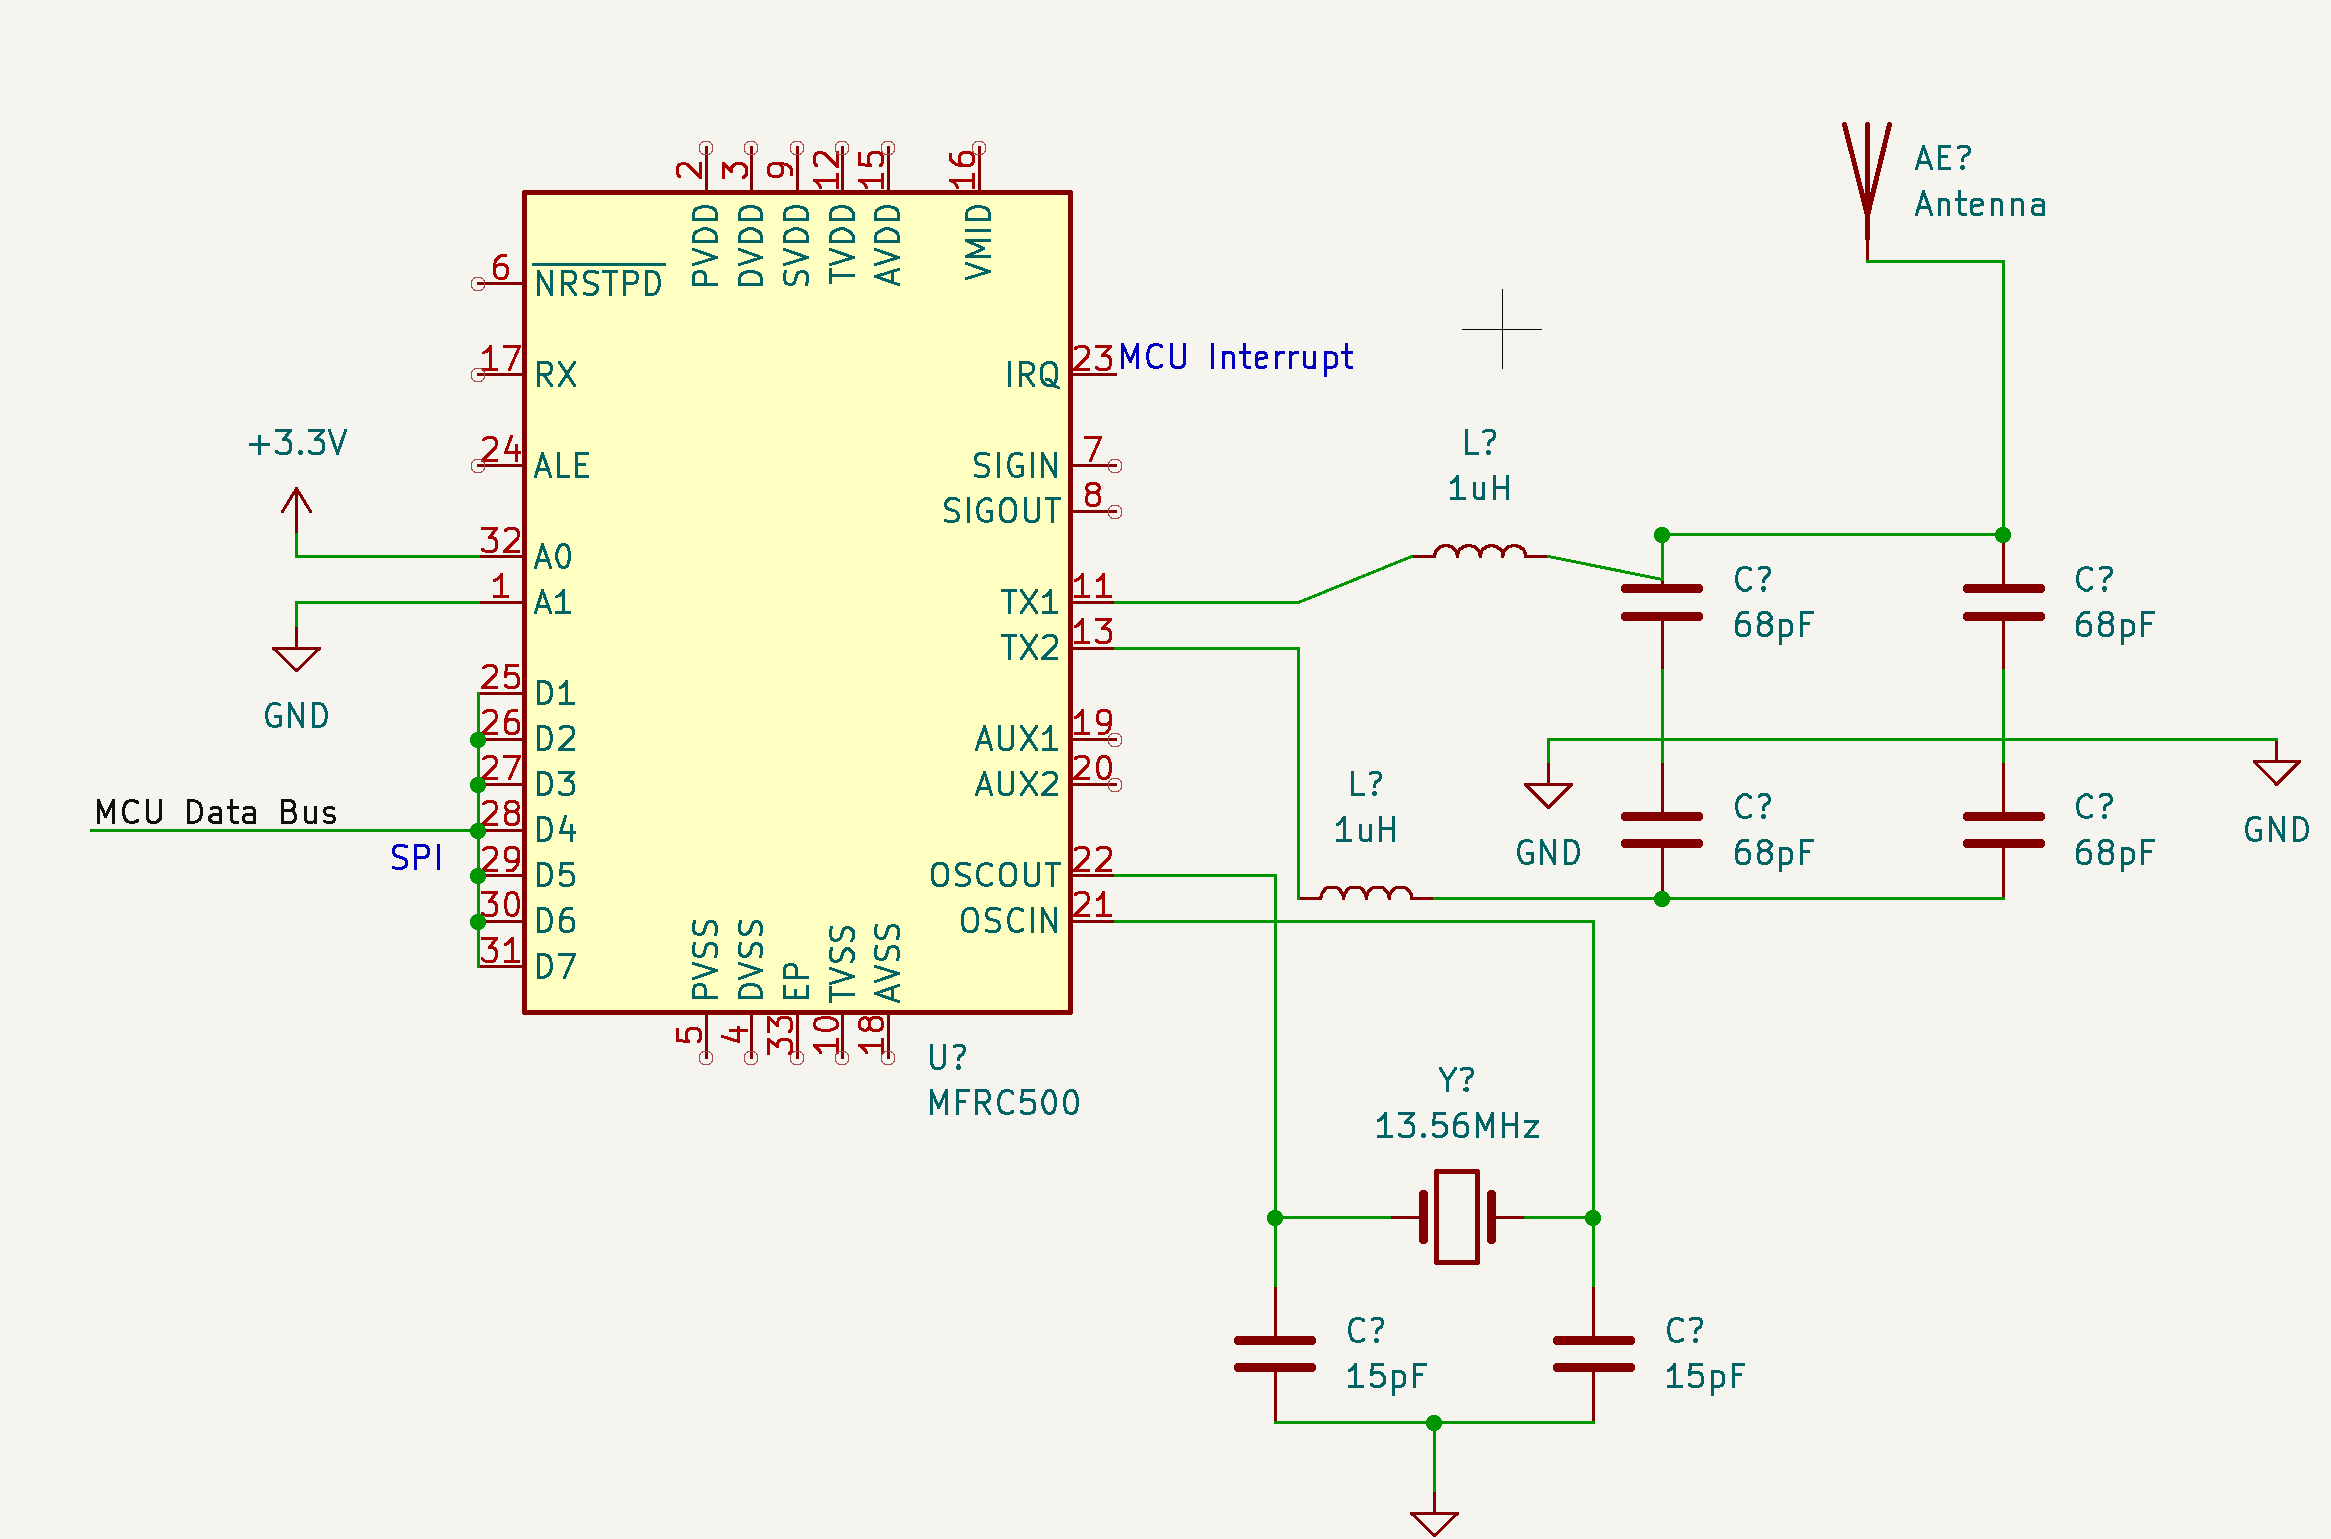 2
3
9
12
15
16
PVDD
DVDD
SVDD
TVDD
AVDD
VMID
6
NRSTPD
17
RX
24
ALE
+3.3V
32
A0
1
A1
GND
25
D1
26
D2
27
D3
MCU Data Bus
28
D4
SPI
29
D5
30
D6
31
D7
23
IRQ
MCU Interrupt
7
SIGIN
8
SIGOUT
11
TX1
13
TX2
19
AUX1
20
AUX2
22
OSCOUT
21
OSCIN
PVSS
DVSS
EP
TVSS
AVSS
5
4
33
10
18
U?
MFRC500
AE?
Antenna
L?
1uH
C?
68pF
C?
68pF
L?
1uH
GND
C?
68pF
C?
68pF
GND
Y?
13.56MHz
C?
15pF
C?
15pF